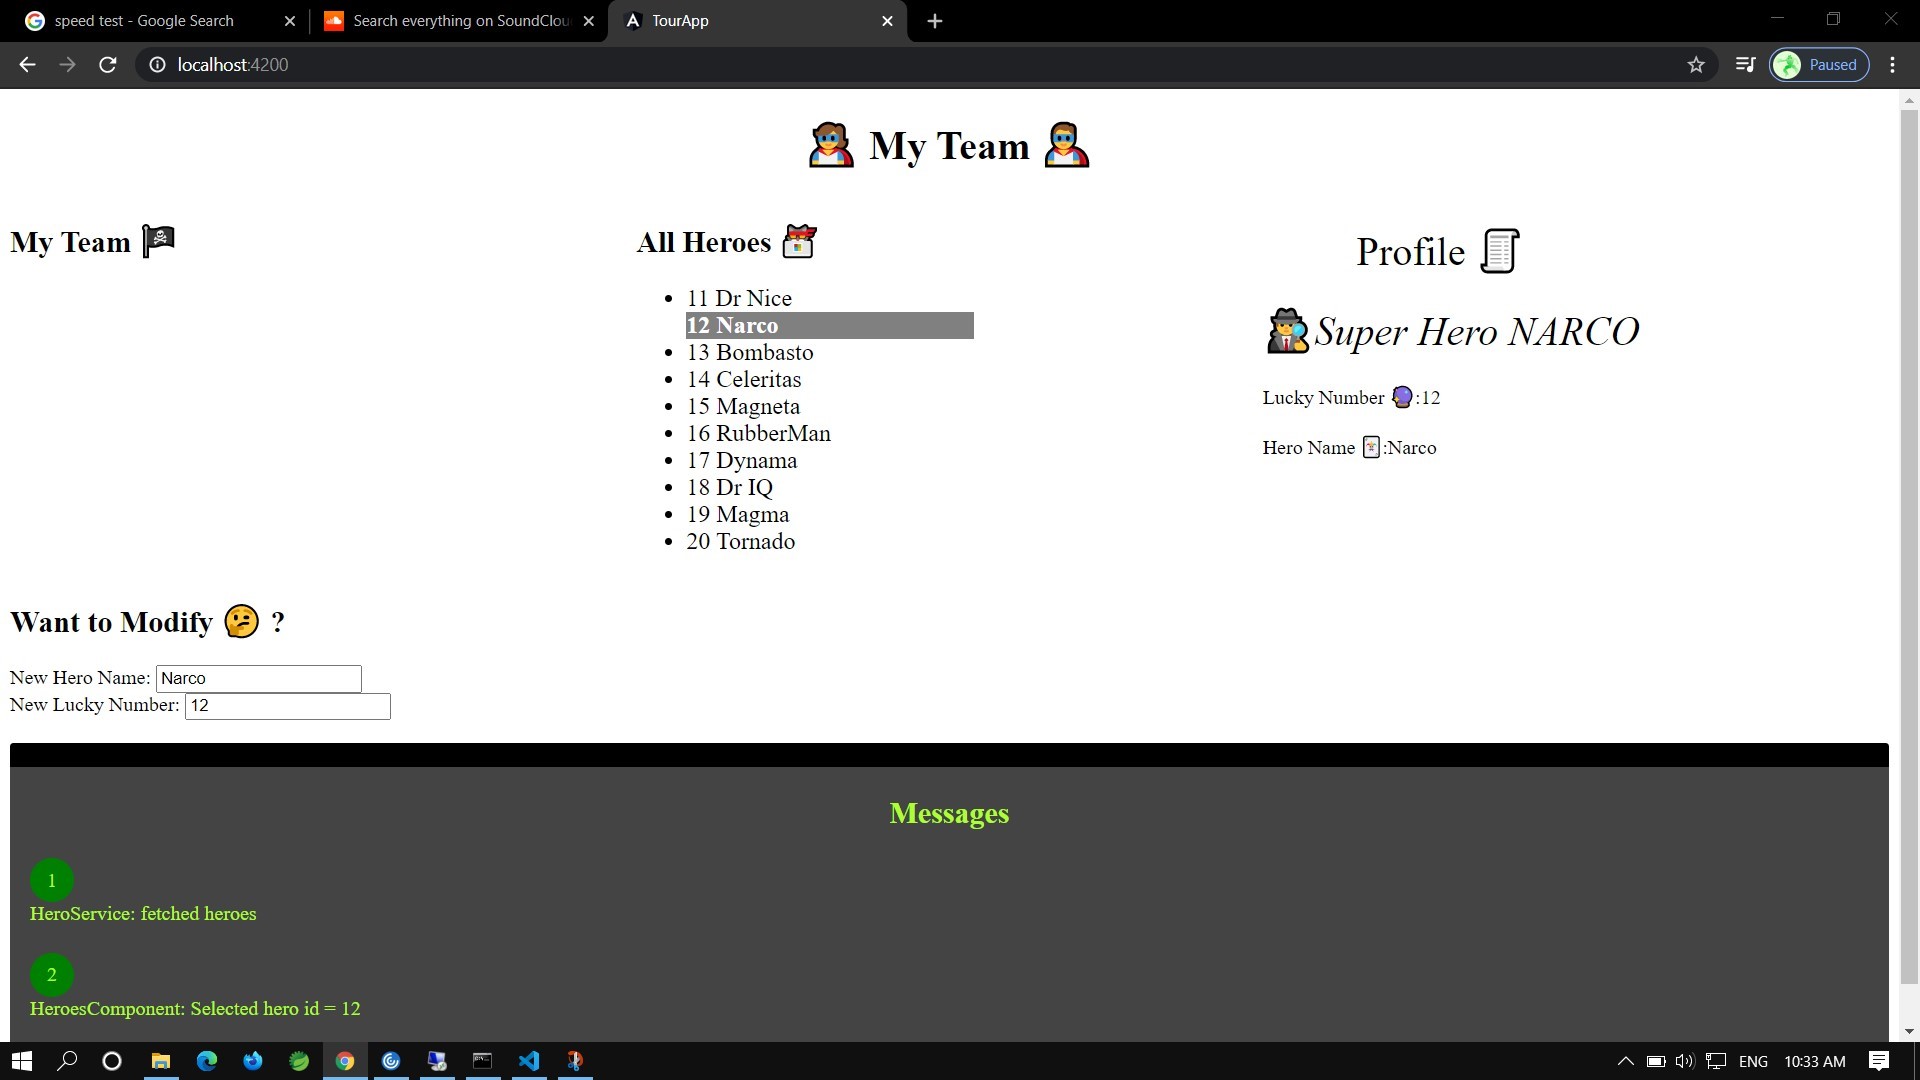 speed test - Google Search
Search everything on SoundClou
TourApp
localhost:4200
Paused
My Team
My Team
All Heroes
Profile
11 Dr Nice
12 Narco
13 Bombasto
14 Celeritas
15 Magneta
16 RubberMan
17 Dynama
18 Dr IQ
19 Magma
20 Tornado
Super Hero NARCO
Lucky Number :12
Hero Name :Narco
Want to Modify ?
New Hero Name: Narco
New Lucky Number: 12
Messages
1
HeroService: fetched heroes
2
HeroesComponent: Selected hero id = 12
ENG 10:33 AM